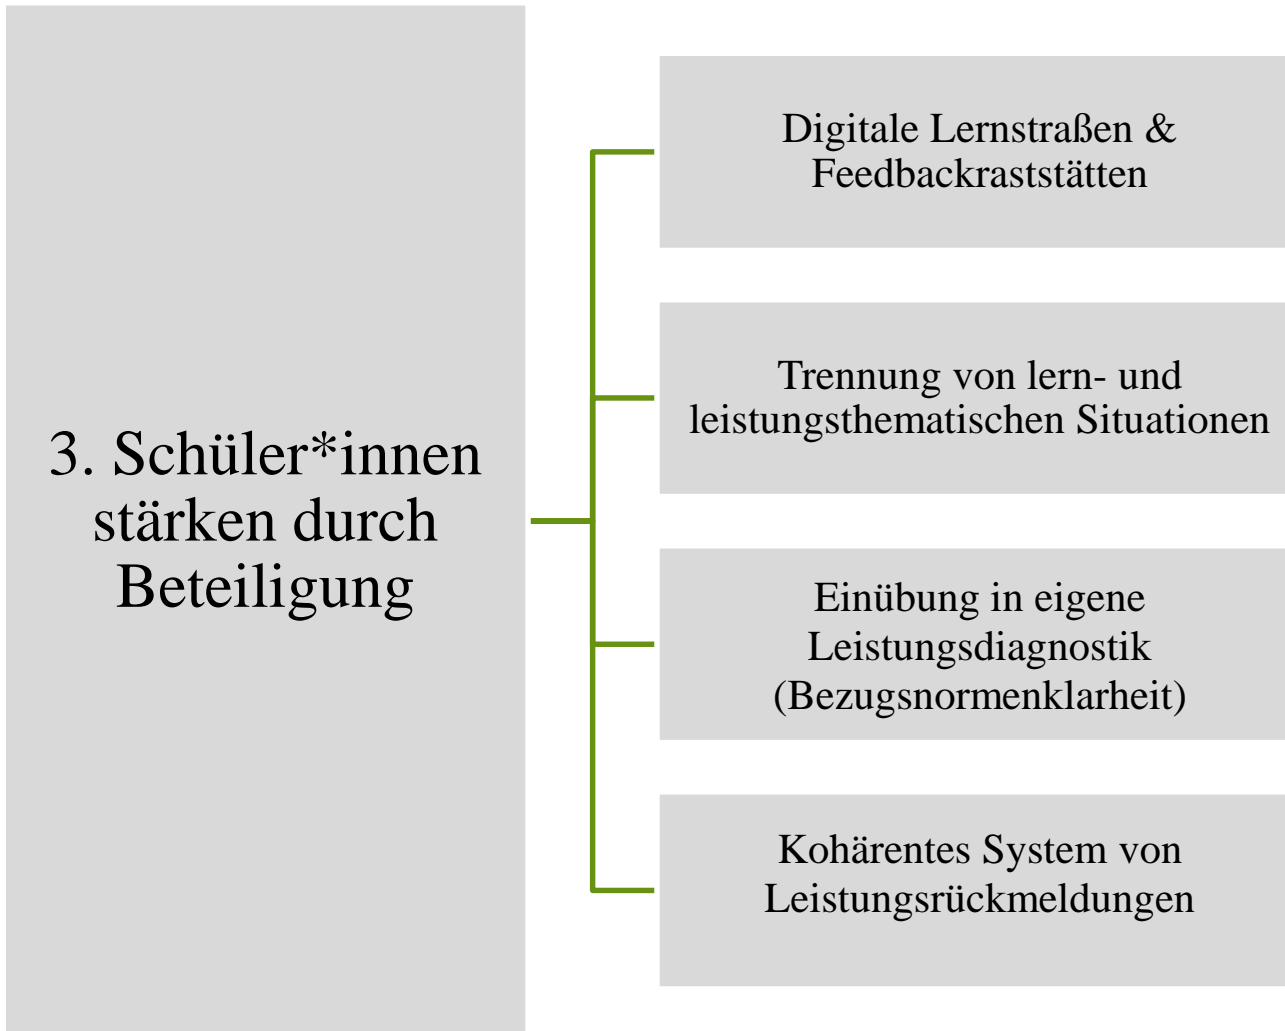 3. Schüler*innen
stärken durch
Beteiligung
Digitale Lernstraßen &
Feedbackraststätten
Trennung von lern- und
leistungsthematischen Situationen
Einübung in eigene
Leistungsdiagnostik
(Bezugsnormenklarheit)
Kohärentes System von
Leistungsrückmeldungen